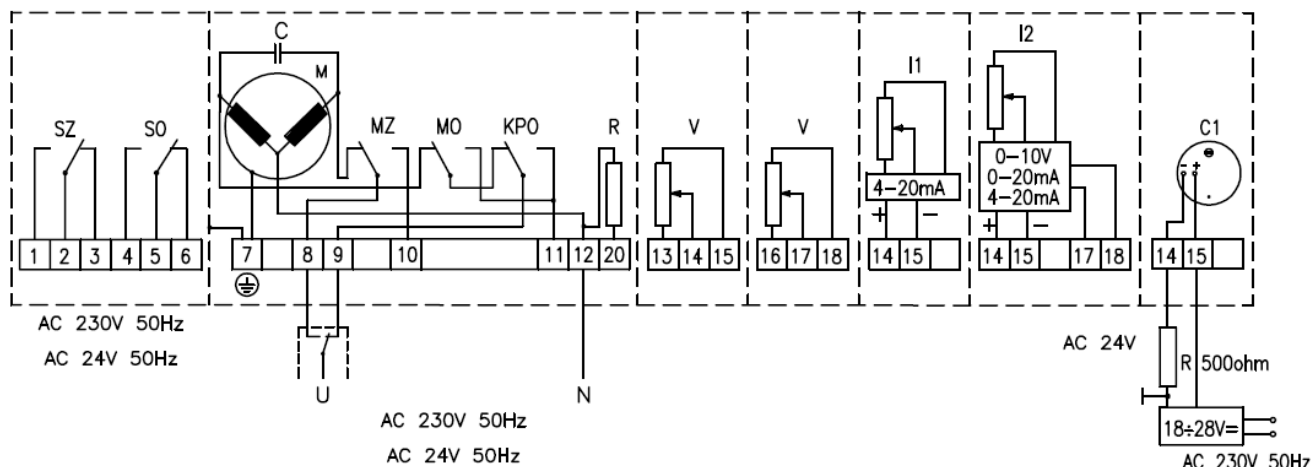 C
M
SZ SO
MZ MO KPO R
V
V
I1
4-20mA
+ -
I2
0-10V
0-20mA
4-20mA
+ -
C1
- +
1 2 3 4 5 6
7 8 9 10 11 12 20
13 14 15
16 17 18
14 15
14 15 17 18
14 15
AC 230V 50Hz
AC 24V 50Hz
U
N
AC 230V 50Hz
AC 24V 50Hz
AC 24V
R 500ohm
18÷28V=
AC 230V 50Hz